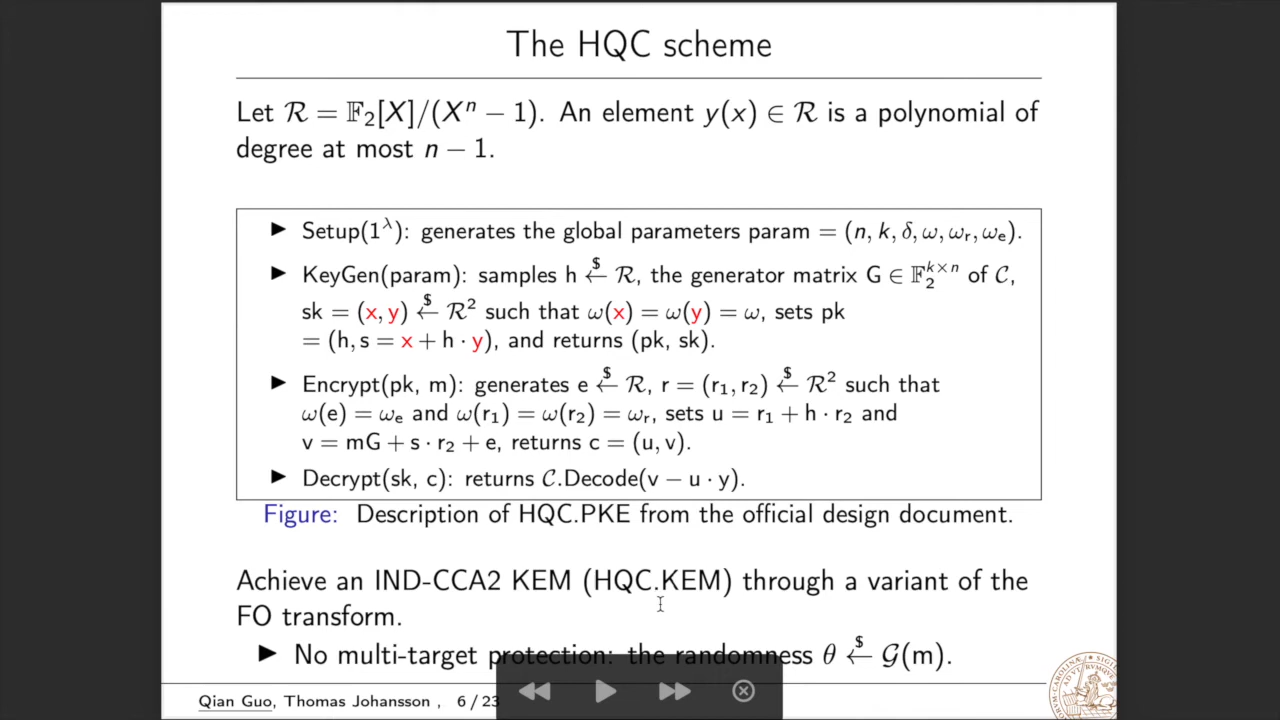 The HQC scheme
Let ℛ = 𝔽₂[X]/(Xⁿ − 1). An element y(x) ∈ ℛ is a polynomial of
degree at most n − 1.
▶ Setup(1^λ): generates the global parameters param = (n, k, δ, ω, ωᵣ, ωₑ).
▶ KeyGen(param): samples h ←$ ℛ, the generator matrix G ∈ 𝔽₂^{k×n} of 𝒞,
sk = (x, y) ←$ ℛ² such that ω(x) = ω(y) = ω, sets pk
= (h, s = x + h · y), and returns (pk, sk).
▶ Encrypt(pk, m): generates e ←$ ℛ, r = (r₁, r₂) ←$ ℛ² such that
ω(e) = ωₑ and ω(r₁) = ω(r₂) = ωᵣ, sets u = r₁ + h · r₂ and
v = mG + s · r₂ + e, returns c = (u, v).
▶ Decrypt(sk, c): returns 𝒞.Decode(v − u · y).
Figure: Description of HQC.PKE from the official design document.
Achieve an IND-CCA2 KEM (HQC.KEM) through a variant of the
FO transform.
▶ No multi-target protection: the randomness θ ←$ 𝒢(m).
Qian Guo, Thomas Johansson , 6 / 23